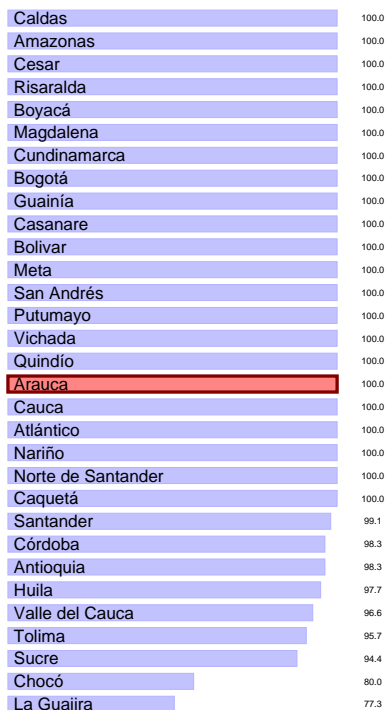 Caldas 100.0
Amazonas 100.0
Cesar 100.0
Risaralda 100.0
Boyacá 100.0
Magdalena 100.0
Cundinamarca 100.0
Bogotá 100.0
Guainía 100.0
Casanare 100.0
Bolivar 100.0
Meta 100.0
San Andrés 100.0
Putumayo 100.0
Vichada 100.0
Quindío 100.0
Arauca 100.0
Cauca 100.0
Atlántico 100.0
Nariño 100.0
Norte de Santander 100.0
Caquetá 100.0
Santander 99.1
Córdoba 98.3
Antioquia 98.3
Huila 97.7
Valle del Cauca 96.6
Tolima 95.7
Sucre 94.4
Chocó 80.0
La Guajira 77.3